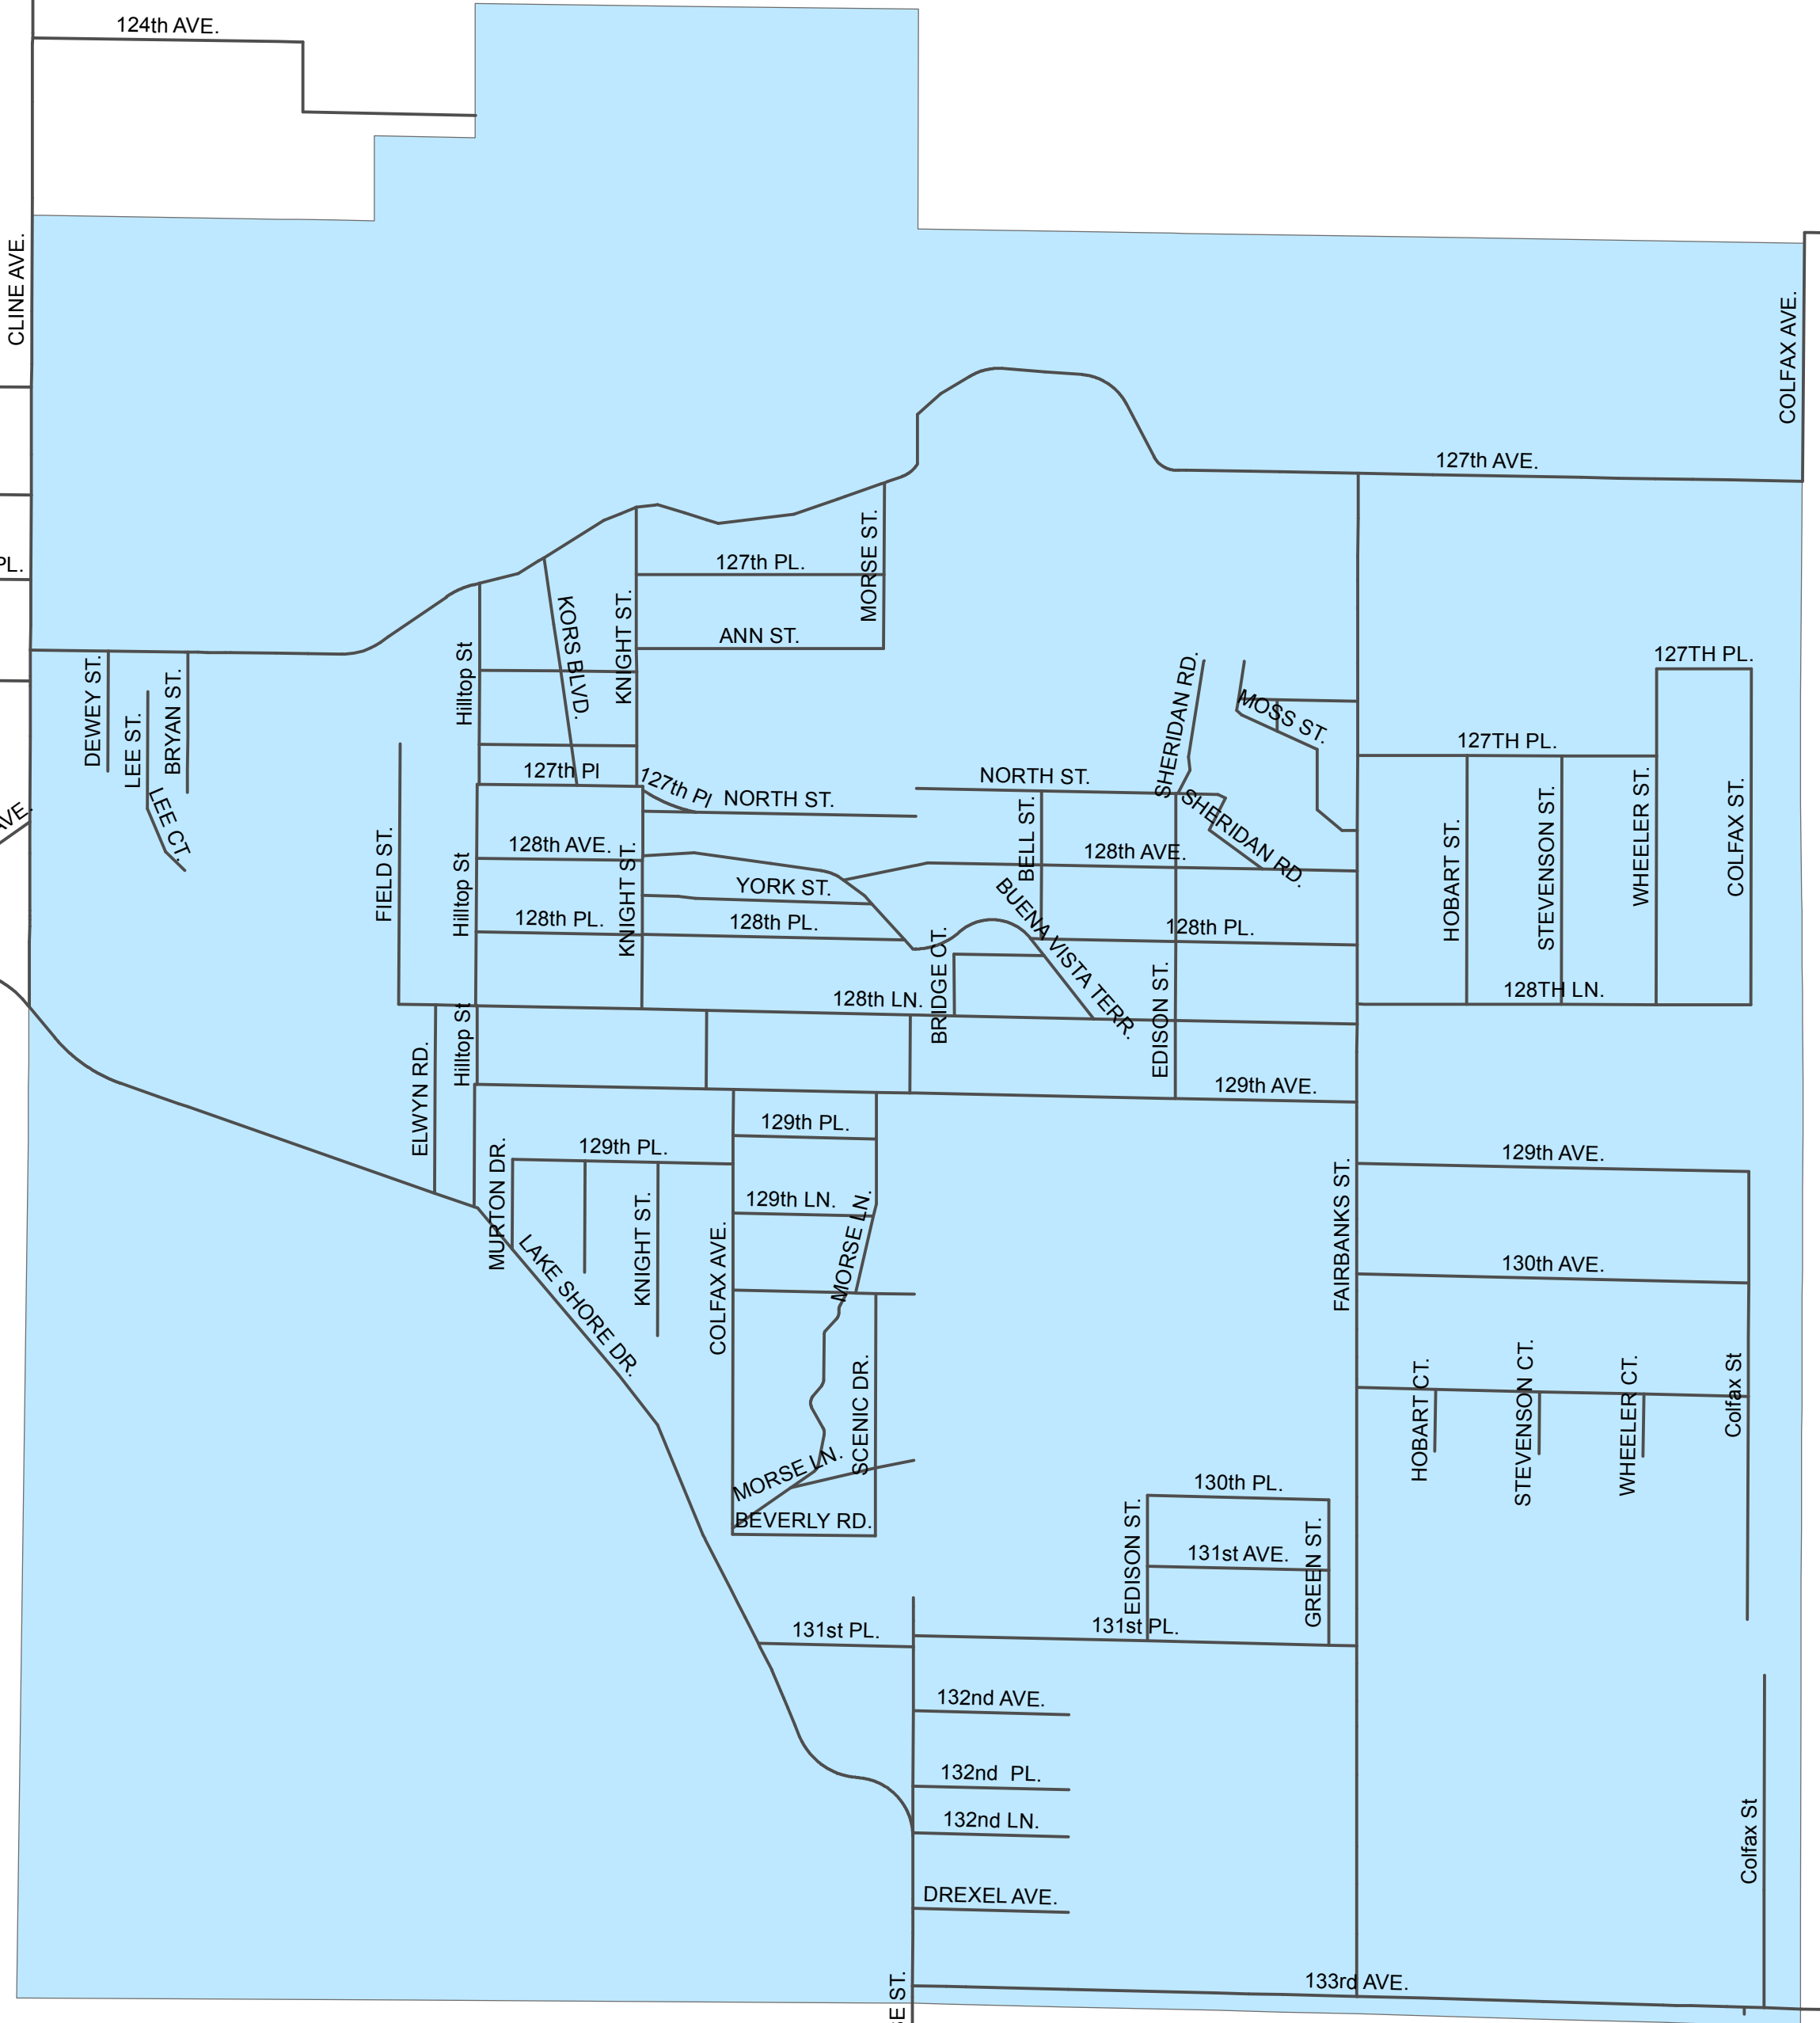 124th AVE.
CLINE AVE.
COLFAX AVE.
127th AVE.
MORSE ST.
127th PL.
PL.
KORS BLVD.
KNIGHT ST.
ANN ST.
Hilltop St
127TH PL.
SHERIDAN RD.
DEWEY ST.
LEE ST.
BRYAN ST.
MOSS ST.
127TH PL.
127th Pl
127th Pl
NORTH ST.
NORTH ST.
SHERIDAN RD.
AVE.
LEE CT.
FIELD ST.
128th AVE.
Hilltop St
KNIGHT ST.
YORK ST.
BELL ST.
128th AVE.
HOBART ST.
STEVENSON ST.
WHEELER ST.
COLFAX ST.
128th PL.
128th PL.
BUENA VISTA TERR.
128th PL.
BRIDGE CT.
EDISON ST.
128th LN.
128TH LN.
Hilltop St
ELWYN RD.
129th AVE.
129th PL.
129th PL.
MURTON DR.
129th AVE.
FAIRBANKS ST.
129th LN.
MORSE LN.
KNIGHT ST.
COLFAX AVE.
LAKE SHORE DR.
130th AVE.
SCENIC DR.
HOBART CT.
STEVENSON CT.
WHEELER CT.
Colfax St
MORSE LN.
BEVERLY RD.
130th PL.
EDISON ST.
131st AVE.
GREEN ST.
131st PL.
131st PL.
132nd AVE.
132nd PL.
132nd LN.
Colfax St
DREXEL AVE.
133rd AVE.
SE ST.